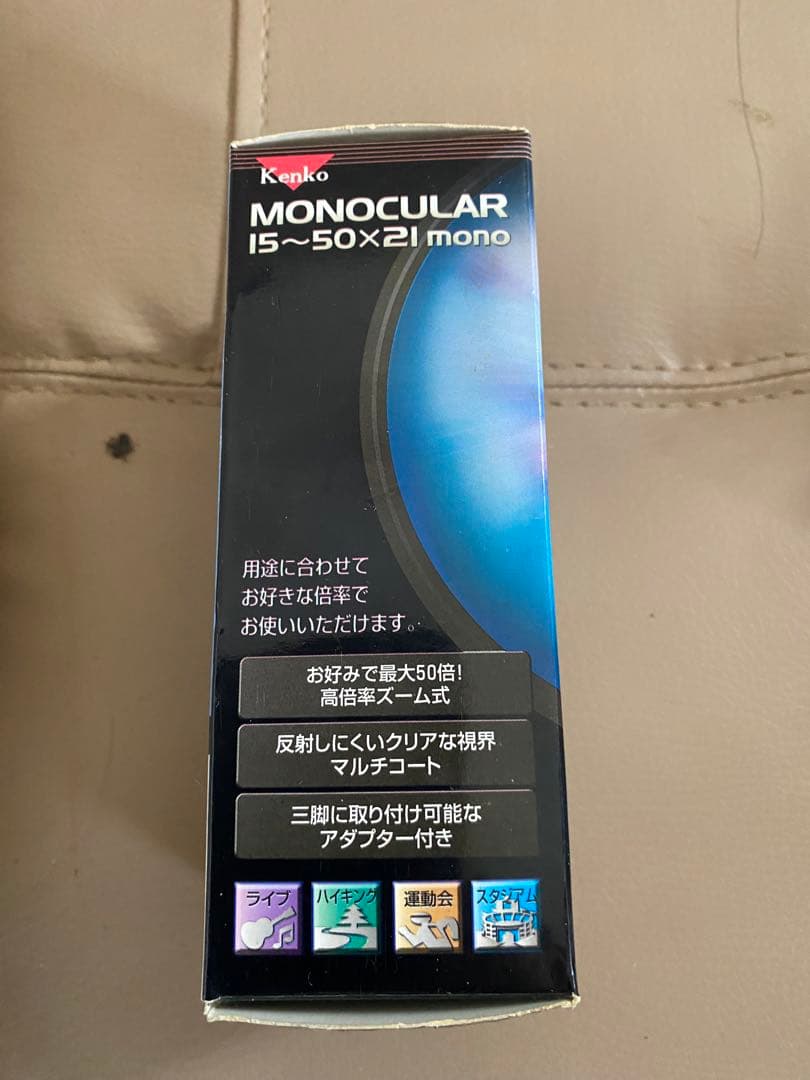 Kenko
MONOCULAR
15～50×21 mono
用途に合わせて
お好きな倍率で
お使いいただけます。
お好みで最大50倍!
高倍率ズーム式
反射しにくいクリアな視界
マルチコート
三脚に取り付け可能な
アダプター付き
ライブ ハイキング 運動会 スタジアム